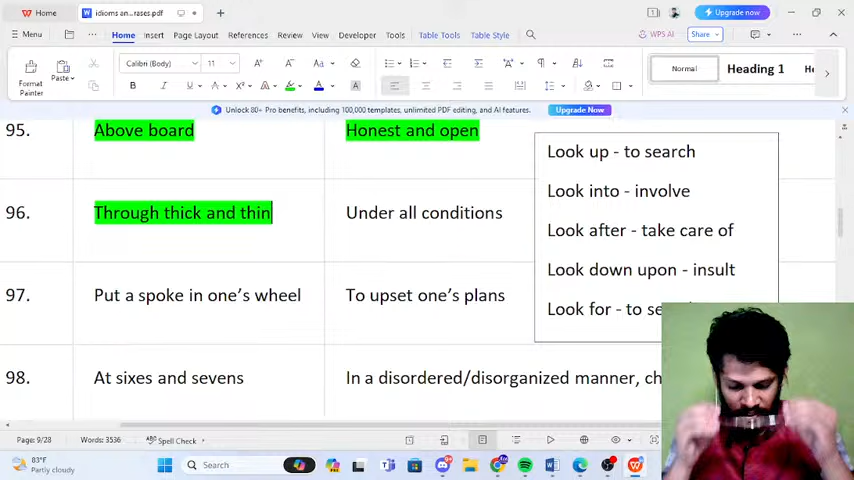 Home
idioms an...rases.pdf
Upgrade now
Menu
Home Insert Page Layout References Review View Developer Tools Table Tools Table Style
WPS AI
Share
Format Painter
Paste
Calibri (Body) 11
Normal
Heading 1
Unlock 80+ Pro benefits, including 100,000 templates, unlimited PDF editing, and AI features. Upgrade Now
95. Above board Honest and open
96. Through thick and thin Under all conditions
97. Put a spoke in one's wheel To upset one's plans
98. At sixes and sevens In a disordered/disorganized manner,
Look up - to search
Look into - involve
Look after - take care of
Look down upon - insult
Look for - to
Page: 9/28 Words: 3536 Spell Check
83°F
Partly cloudy
Search